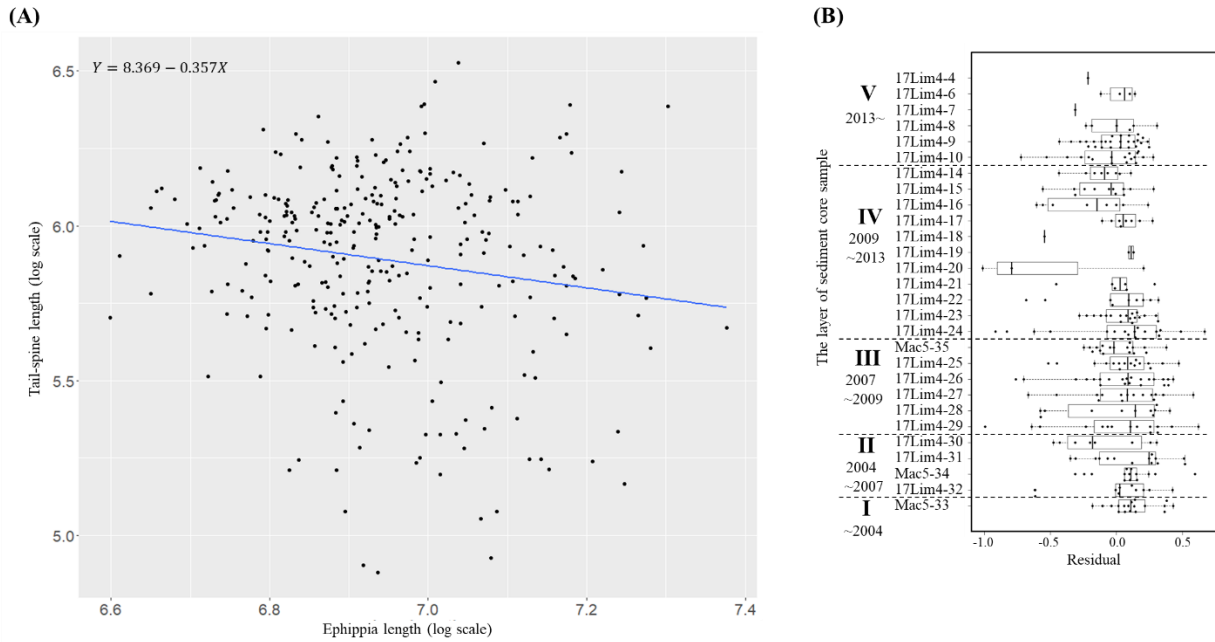 (A)
Y = 8.369 − 0.357X
6.5
6.0
5.5
5.0
Tail-spine length (log scale)
6.6
6.8
7.0
7.2
7.4
Ephippia length (log scale)
(B)
The layer of sediment core sample
V
2013~
IV
2009
~2013
III
2007
~2009
II
2004
~2007
I
~2004
17Lim4-4
17Lim4-6
17Lim4-7
17Lim4-8
17Lim4-9
17Lim4-10
17Lim4-14
17Lim4-15
17Lim4-16
17Lim4-17
17Lim4-18
17Lim4-19
17Lim4-20
17Lim4-21
17Lim4-22
17Lim4-23
17Lim4-24
Mac5-35
17Lim4-25
17Lim4-26
17Lim4-27
17Lim4-28
17Lim4-29
17Lim4-30
17Lim4-31
Mac5-34
17Lim4-32
Mac5-33
-1.0
-0.5
0.0
0.5
Residual